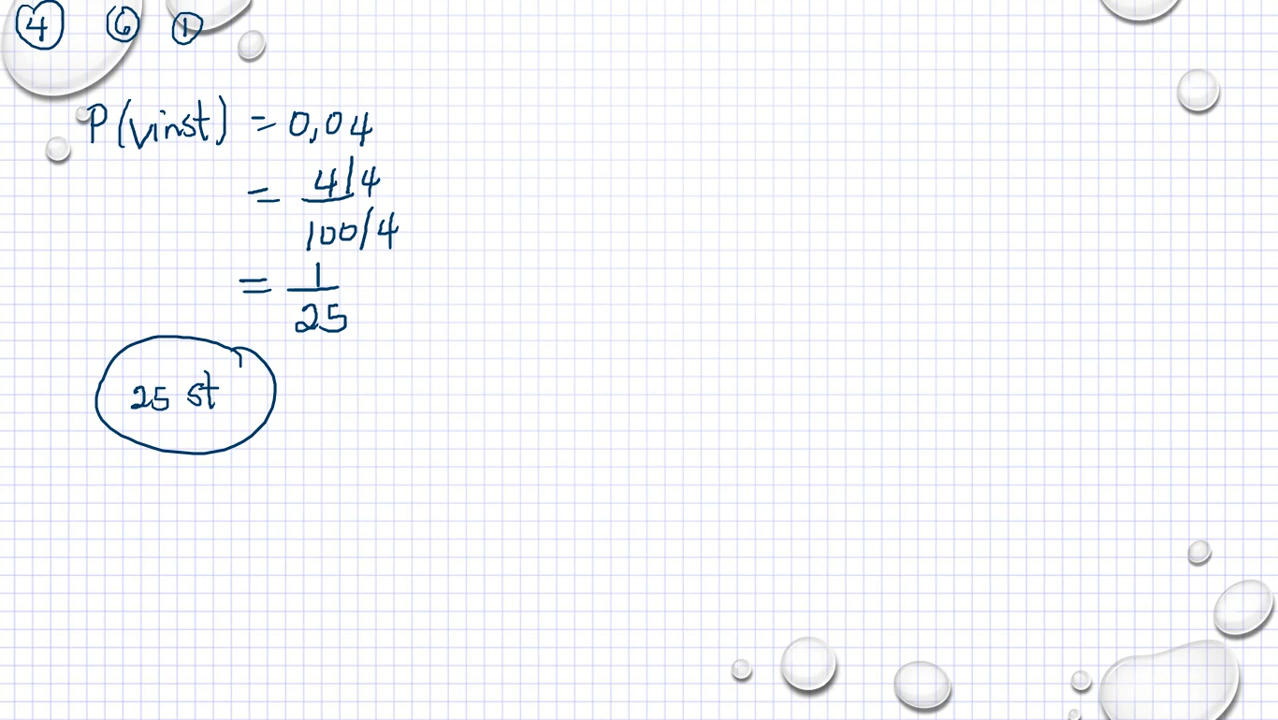 4 6 1
P(vinst) = 0,04
= 4/4
100/4
= 1
25
25 st